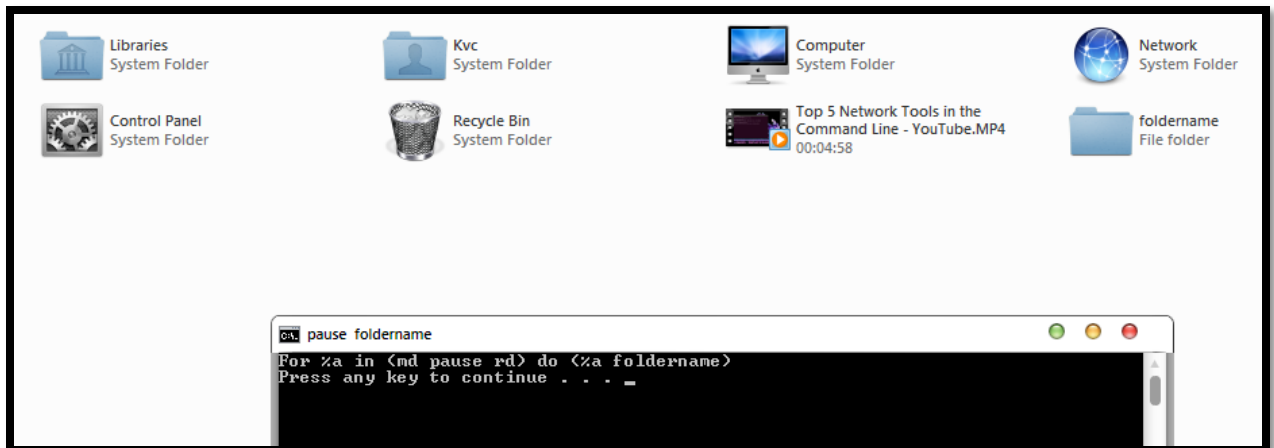 Libraries
System Folder
Kvc
System Folder
Computer
System Folder
Network
System Folder
Control Panel
System Folder
Recycle Bin
System Folder
Top 5 Network Tools in the
Command Line - YouTube.MP4
00:04:58
foldername
File folder
C:\.
pause foldername
For %a in (md pause rd) do (%a foldername)
Press any key to continue . . . _